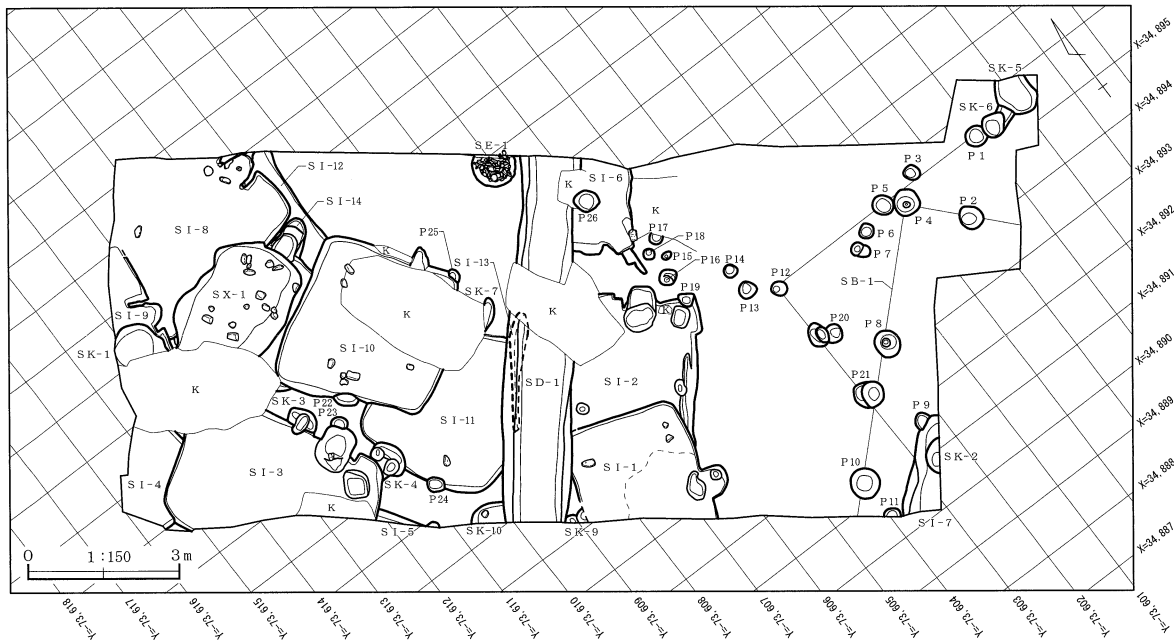 X=34,895
X=34,894
X=34,893
X=34,892
X=34,891
X=34,890
X=34,889
X=34,888
X=34,887
SK-5
SK-6
P1
P3
P5
P4
P2
P6
P7
SB-1
SE-1
SI-12
SI-14
SI-8
SI-6
K
P26
K
P17
P18
P15
P16
P14
P12
P13
P25
SI-13
K
SK-7
SX-1
SI-9
SK-1
K
K
P19
K
P20
P8
SI-10
SD-1
SI-2
K
SK-3
P22
P23
SI-11
P21
P9
SI-3
SI-1
SK-4
P24
SK-2
P10
SI-4
K
SI-5
SK-10
SK-9
P11
SI-7
0 1:150 3m
Y=-73,618
Y=-73,617
Y=-73,616
Y=-73,615
Y=-73,614
Y=-73,613
Y=-73,612
Y=-73,611
Y=-73,610
Y=-73,609
Y=-73,608
Y=-73,607
Y=-73,606
Y=-73,605
Y=-73,604
Y=-73,603
Y=-73,602
601